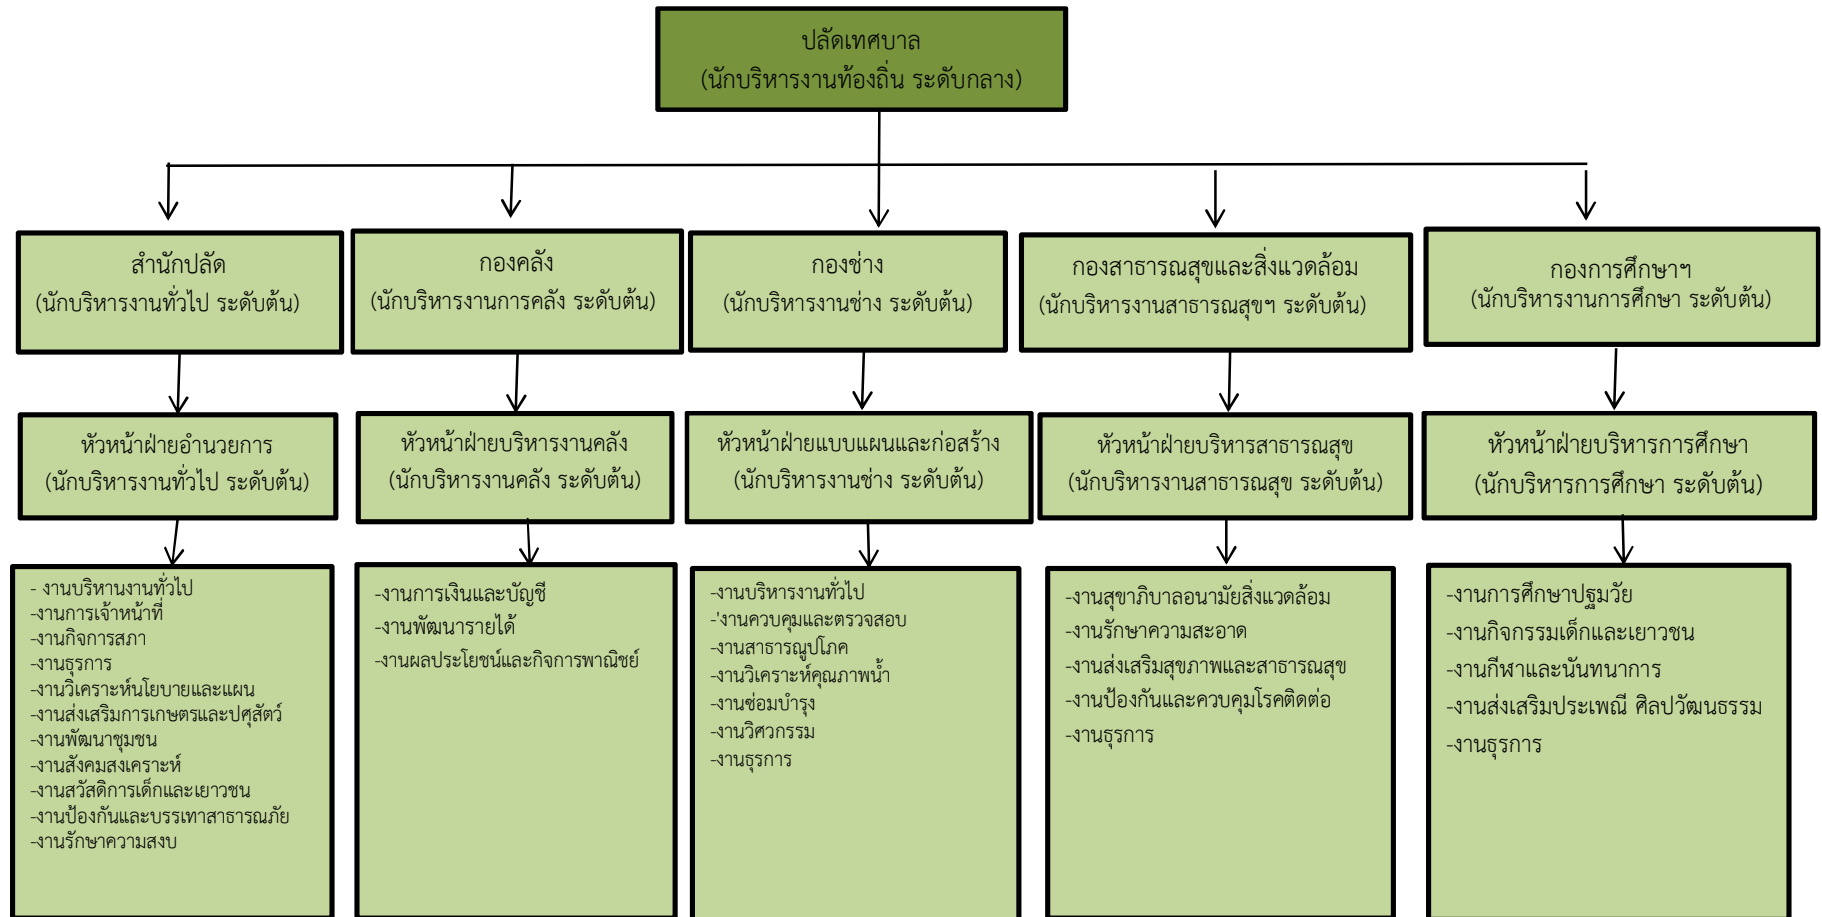 ปลัดเทศบาล
(นักบริหารงานท้องถิ่น ระดับกลาง)
สำนักปลัด
(นักบริหารงานทั่วไป ระดับต้น)
กองคลัง
(นักบริหารงานการคลัง ระดับต้น)
กองช่าง
(นักบริหารงานช่าง ระดับต้น)
กองสาธารณสุขและสิ่งแวดล้อม
(นักบริหารงานสาธารณสุขฯ ระดับต้น)
กองการศึกษาฯ
(นักบริหารงานการศึกษา ระดับต้น)
หัวหน้าฝ่ายอำนวยการ
(นักบริหารงานทั่วไป ระดับต้น)
หัวหน้าฝ่ายบริหารงานคลัง
(นักบริหารงานคลัง ระดับต้น)
หัวหน้าฝ่ายแบบแผนและก่อสร้าง
(นักบริหารงานช่าง ระดับต้น)
หัวหน้าฝ่ายบริหารสาธารณสุข
(นักบริหารงานสาธารณสุข ระดับต้น)
หัวหน้าฝ่ายบริหารการศึกษา
(นักบริหารการศึกษา ระดับต้น)
- งานบริหานงานทั่วไป
-งานการเจ้าหน้าที่
-งานกิจการสภา
-งานธุรการ
-งานวิเคราะห์นโยบายและแผน
-งานส่งเสริมการเกษตรและปศุสัตว์
-งานพัฒนาชุมชน
-งานสังคมสงเคราะห์
-งานสวัสดิการเด็กและเยาวชน
-งานป้องกันและบรรเทาสาธารณภัย
-งานรักษาความสงบ
-งานการเงินและบัญชี
-งานพัฒนารายได้
-งานผลประโยชน์และกิจการพาณิชย์
-งานบริหารงานทั่วไป
-'งานควบคุมและตรวจสอบ
-งานสาธารณูปโภค
-งานวิเคราะห์คุณภาพน้ำ
-งานซ่อมบำรุง
-งานวิศวกรรม
-งานธุรการ
-งานสุขาภิบาลอนามัยสิ่งแวดล้อม
-งานรักษาความสะอาด
-งานส่งเสริมสุขภาพและสาธารณสุข
-งานป้องกันและควบคุมโรคติดต่อ
-งานธุรการ
-งานการศึกษาปฐมวัย
-งานกิจกรรมเด็กและเยาวชน
-งานกีฬาและนันทนาการ
-งานส่งเสริมประเพณี ศิลปวัฒนธรรม
-งานธุรการ